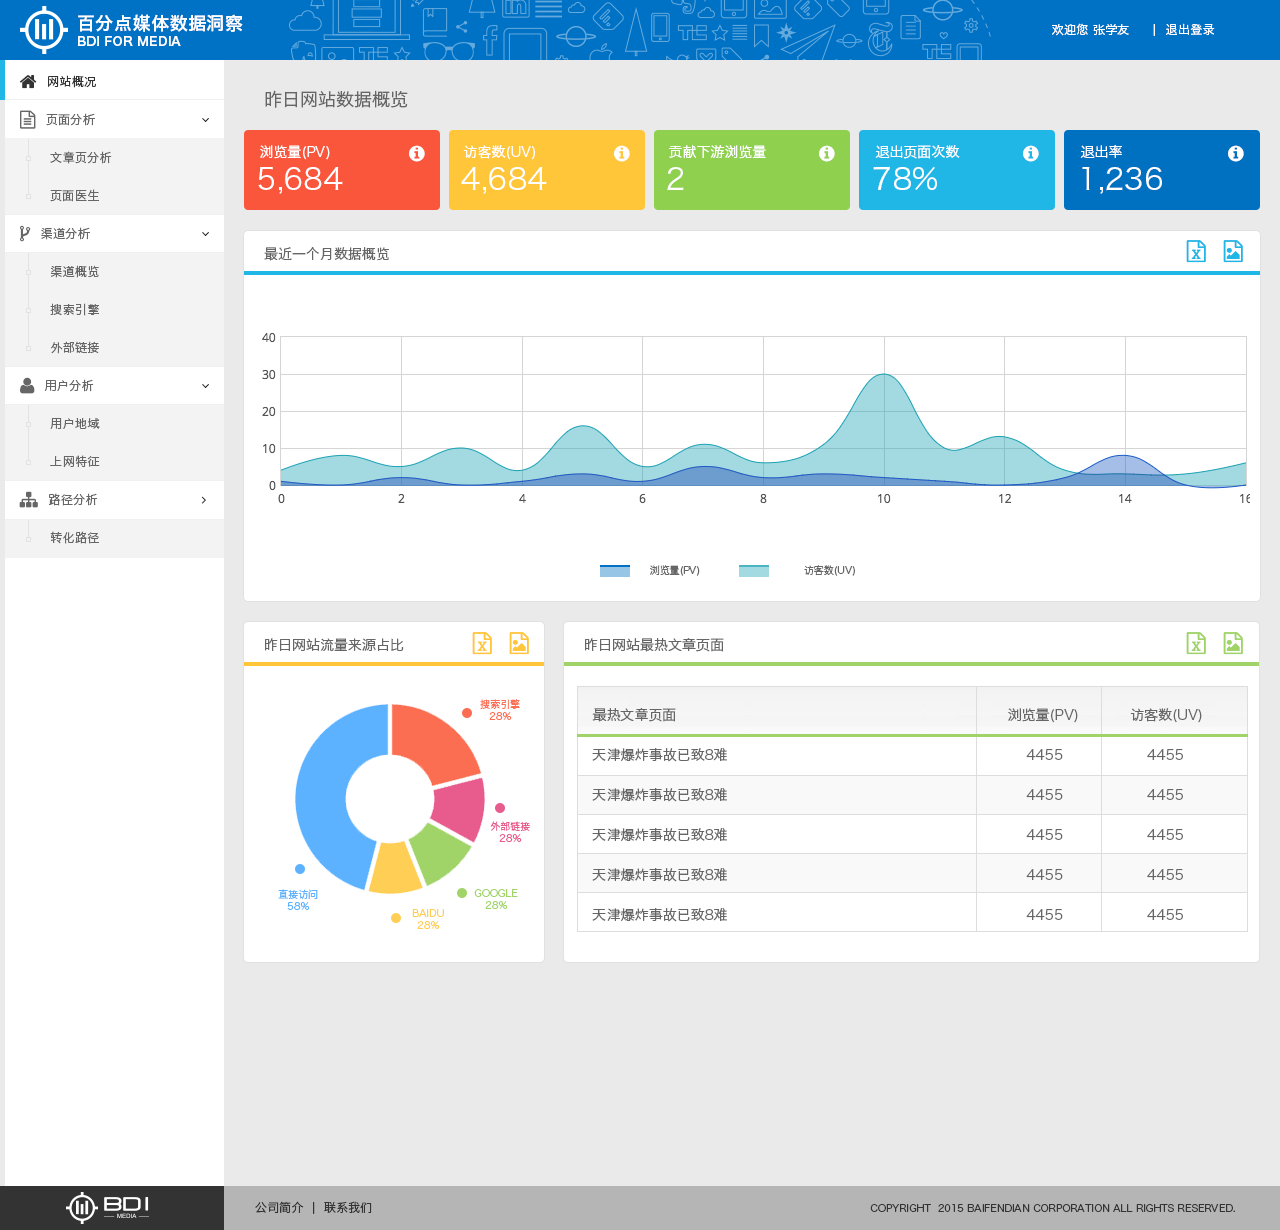 百分点媒体数据洞察
BDI FOR MEDIA
欢迎您 张学友 | 退出登录
网站概况
页面分析
文章页分析
页面医生
渠道分析
渠道概览
搜索引擎
外部链接
用户分析
用户地域
上网特征
路径分析
转化路径
昨日网站数据概览
浏览量(PV)
5,684
访客数(UV)
4,684
贡献下游浏览量
2
退出页面次数
78%
退出率
1,236
最近一个月数据概览
40
30
20
10
0
0 2 4 6 8 10 12 14 16
浏览量(PV) 访客数(UV)
昨日网站流量来源占比
搜索引擎
28%
外部链接
28%
GOOGLE
28%
BAIDU
28%
直接访问
58%
昨日网站最热文章页面
最热文章页面 浏览量(PV) 访客数(UV)
天津爆炸事故已致8难 4455 4455
天津爆炸事故已致8难 4455 4455
天津爆炸事故已致8难 4455 4455
天津爆炸事故已致8难 4455 4455
天津爆炸事故已致8难 4455 4455
BDI
MEDIA
公司简介 | 联系我们
COPYRIGHT 2015 BAIFENDIAN CORPORATION ALL RIGHTS RESERVED.